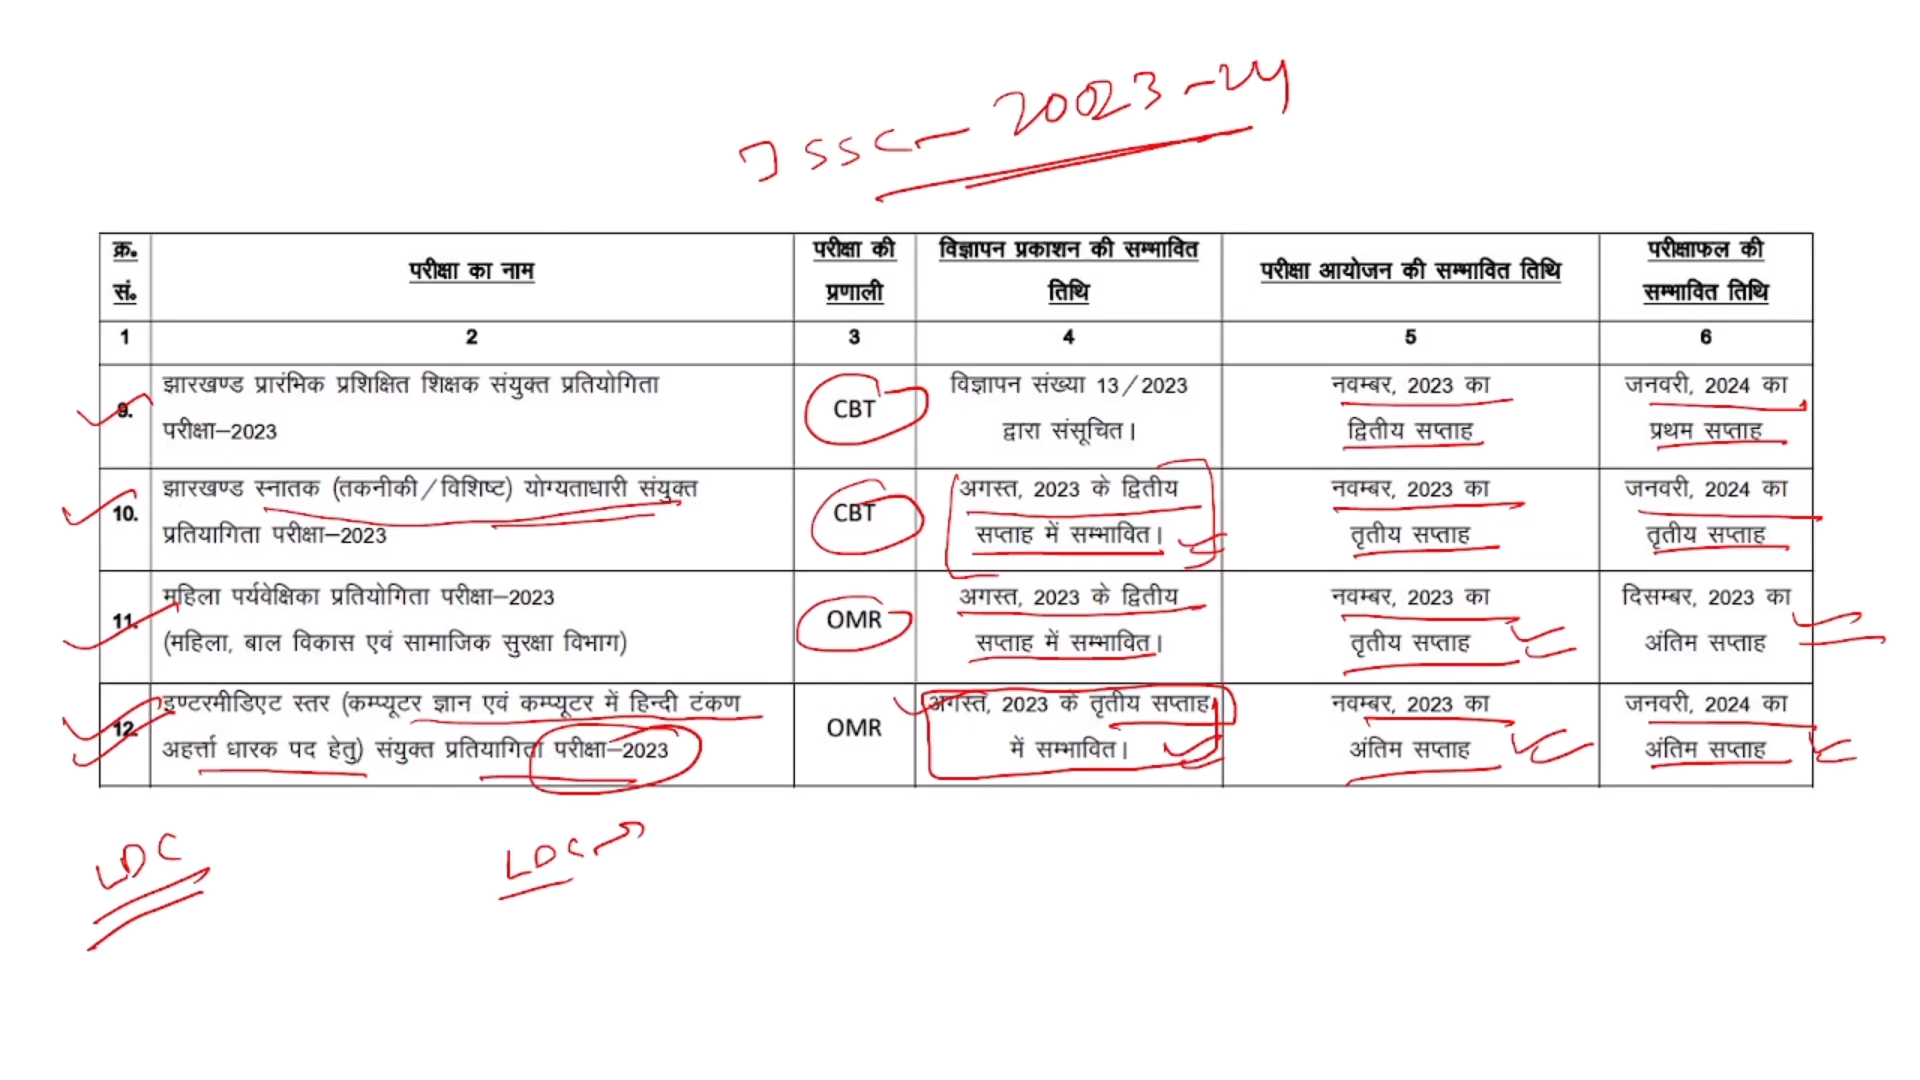 JSSC - 20023-24
क्र॰ सं॰
परीक्षा का नाम
परीक्षा की प्रणाली
विज्ञापन प्रकाशन की सम्भावित तिथि
परीक्षा आयोजन की सम्भावित तिथि
परीक्षाफल की सम्भावित तिथि
1 2 3 4 5 6
9.
झारखण्ड प्रारंभिक प्रशिक्षित शिक्षक संयुक्त प्रतियोगिता
परीक्षा–2023
CBT
विज्ञापन संख्या 13/2023
द्वारा संसूचित।
नवम्बर, 2023 का
द्वितीय सप्ताह
जनवरी, 2024 का
प्रथम सप्ताह
10.
झारखण्ड स्नातक (तकनीकी/विशिष्ट) योग्यताधारी संयुक्त
प्रतियागिता परीक्षा–2023
CBT
अगस्त, 2023 के द्वितीय
सप्ताह में सम्भावित।
नवम्बर, 2023 का
तृतीय सप्ताह
जनवरी, 2024 का
तृतीय सप्ताह
11.
महिला पर्यवेक्षिका प्रतियोगिता परीक्षा–2023
(महिला, बाल विकास एवं सामाजिक सुरक्षा विभाग)
OMR
अगस्त, 2023 के द्वितीय
सप्ताह में सम्भावित।
नवम्बर, 2023 का
तृतीय सप्ताह
दिसम्बर, 2023 का
अंतिम सप्ताह
12.
इण्टरमीडिएट स्तर (कम्प्यूटर ज्ञान एवं कम्प्यूटर में हिन्दी टंकण
अहर्त्ता धारक पद हेतु) संयुक्त प्रतियागिता परीक्षा–2023
OMR
अगस्त, 2023 के तृतीय सप्ताह
में सम्भावित।
नवम्बर, 2023 का
अंतिम सप्ताह
जनवरी, 2024 का
अंतिम सप्ताह
LDC
LDC